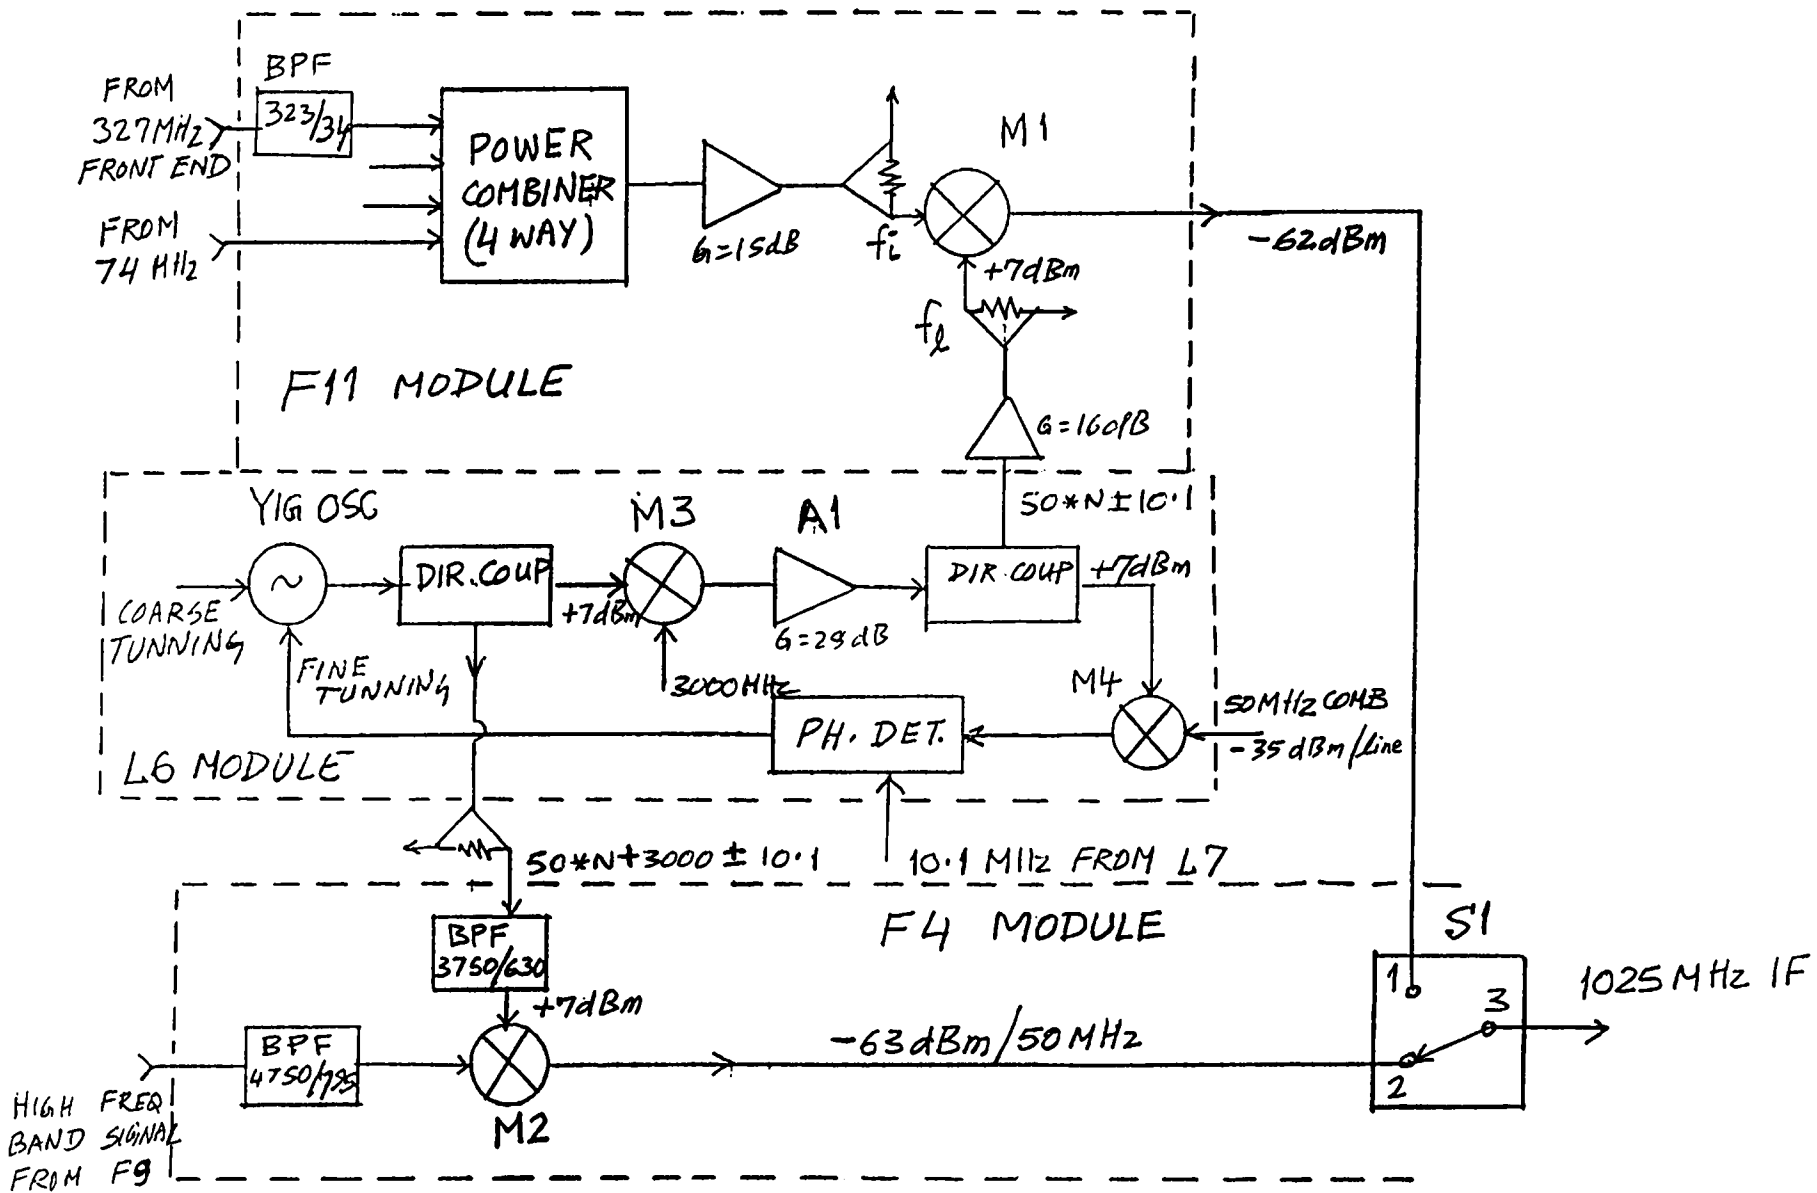 BPF
FROM
327MHz
FRONT END
323/34
POWER
COMBINER
(4 WAY)
FROM
74 MHz
G=15dB
fi
M1
+7dBm
-62dBm
fℓ
F11 MODULE
G=16dB
YIG OSC
M3
A1
50*N±10.1
~
DIR.COUP
DIR.COUP
+7dBm
+7dBm
COARSE
TUNNING
G=28dB
FINE
TUNNING
3000MHz
M4
50MHz COMB
-35dBm/line
PH. DET.
L6 MODULE
50*N+3000±10.1
10.1 MHz FROM L7
F4 MODULE
S1
BPF
3750/630
1
3
1025 MHz IF
+7dBm
-63dBm/50MHz
BPF
4750/795
2
M2
HIGH FREQ
BAND SIGNAL
FROM F9